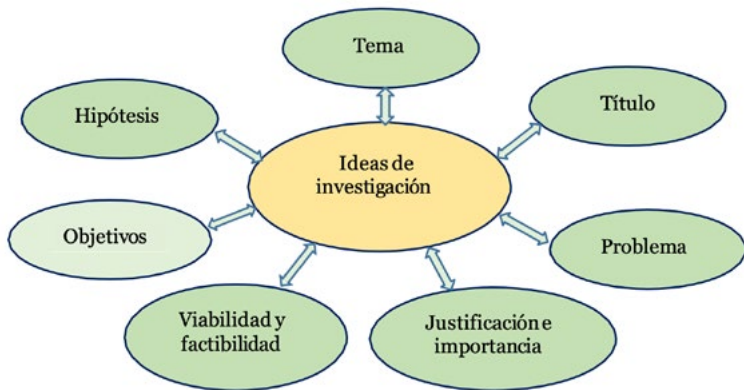 Tema
Hipótesis
Título
Ideas de
investigación
Objetivos
Problema
Viabilidad y
factibilidad
Justificación e
importancia